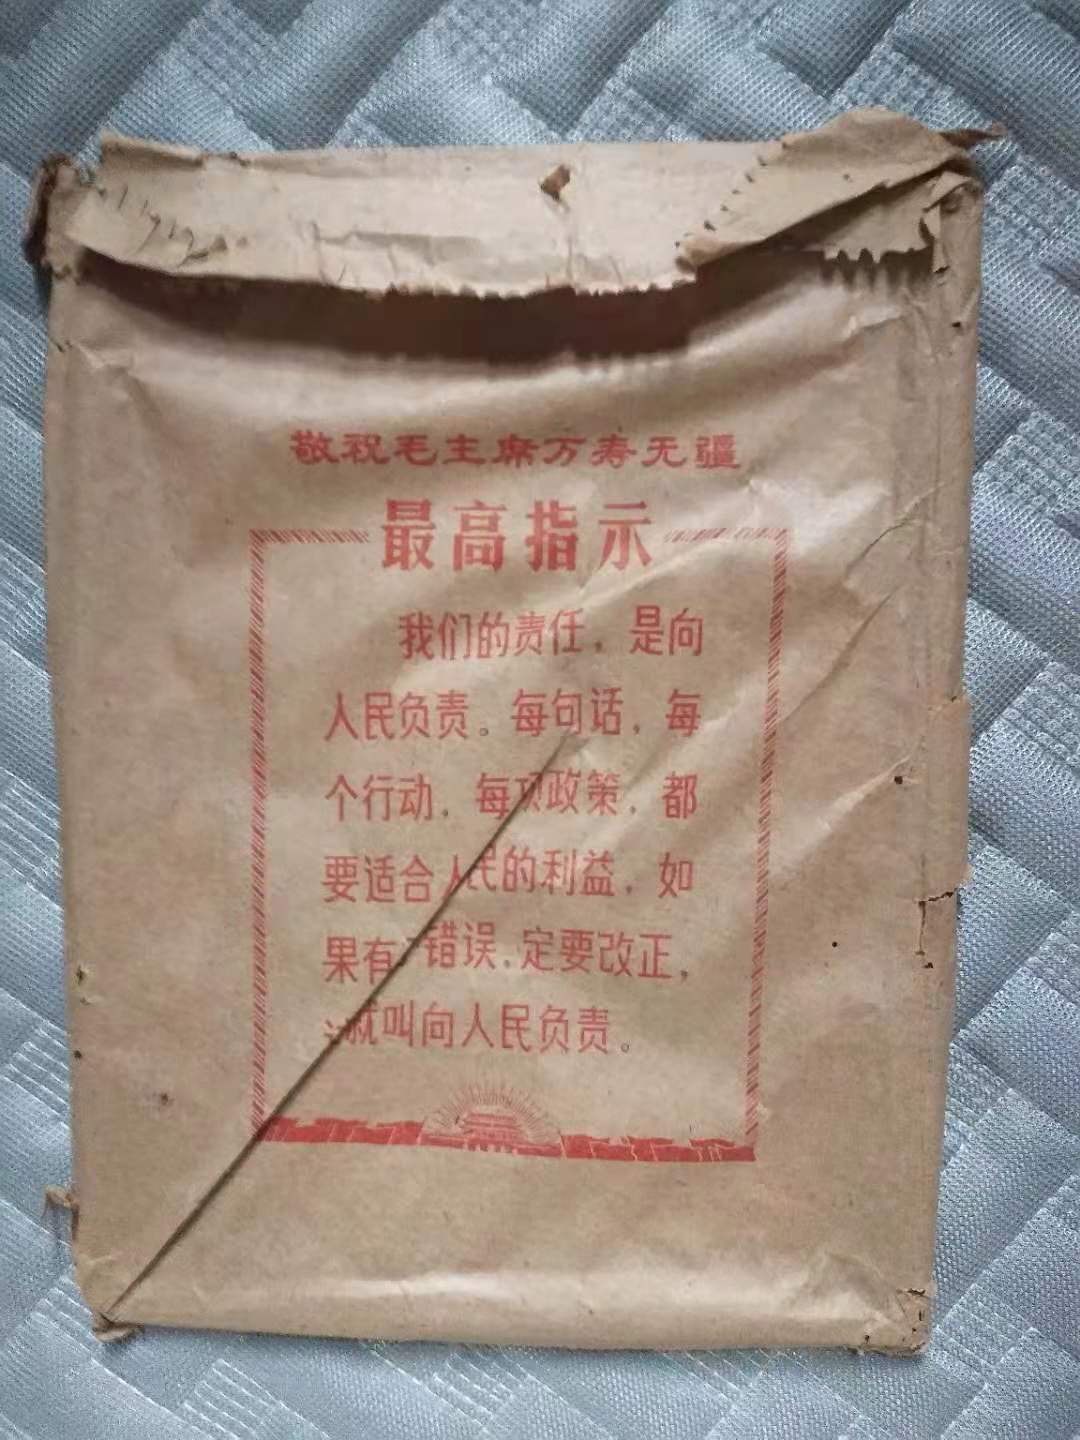 敬祝毛主席万寿无疆
最高指示
我们的责任，是向
人民负责。每句话，每
个行动，每项政策，都
要适合人民的利益，如
果有了错误，定要改正，
这就叫向人民负责。